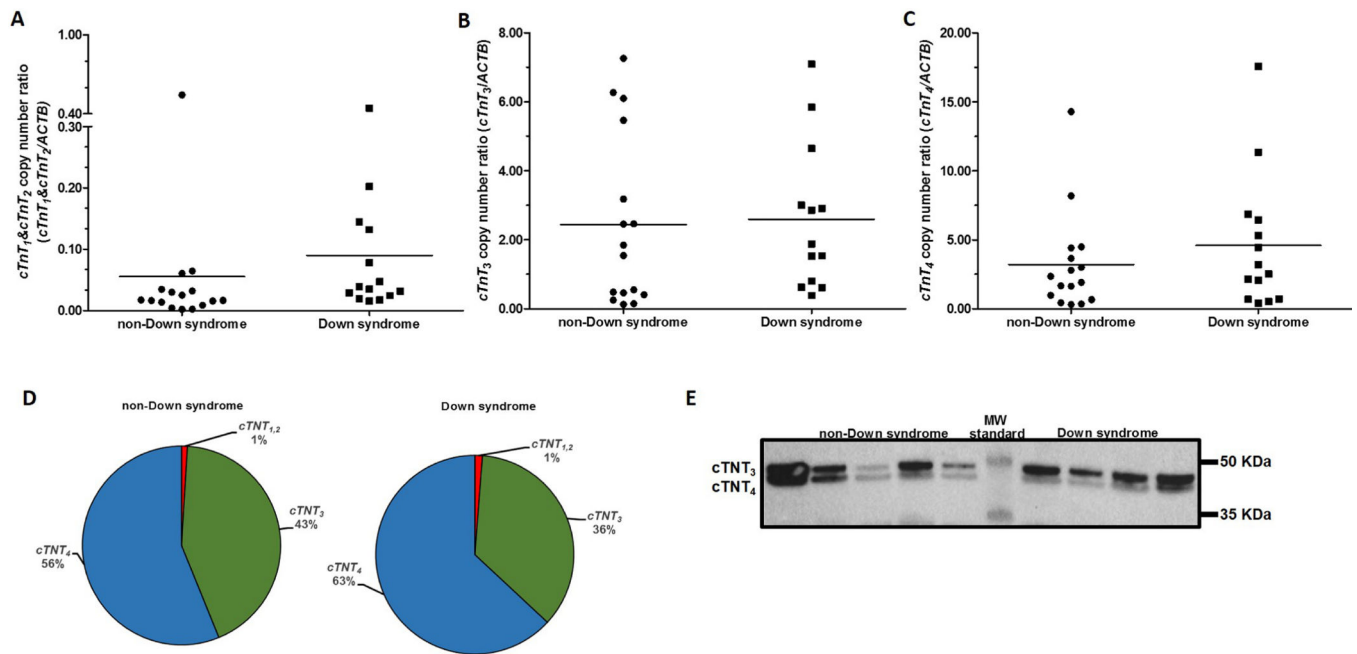 A
cTnT1&cTnT2 copy number ratio
(cTnT1&cTnT2/ACTB)
1.00
0.40
0.30
0.20
0.10
0.00
non-Down syndrome
Down syndrome
B
cTnT3 copy number ratio (cTnT3/ACTB)
8.00
6.00
4.00
2.00
0.00
non-Down syndrome
Down syndrome
C
cTnT4 copy number ratio (cTnT4/ACTB)
20.00
15.00
10.00
5.00
0.00
non-Down syndrome
Down syndrome
D
non-Down syndrome
cTNT1,2
1%
cTNT3
43%
cTNT4
56%
Down syndrome
cTNT1,2
1%
cTNT3
36%
cTNT4
63%
E
non-Down syndrome
MW
standard
Down syndrome
cTNT3
cTNT4
50 KDa
35 KDa